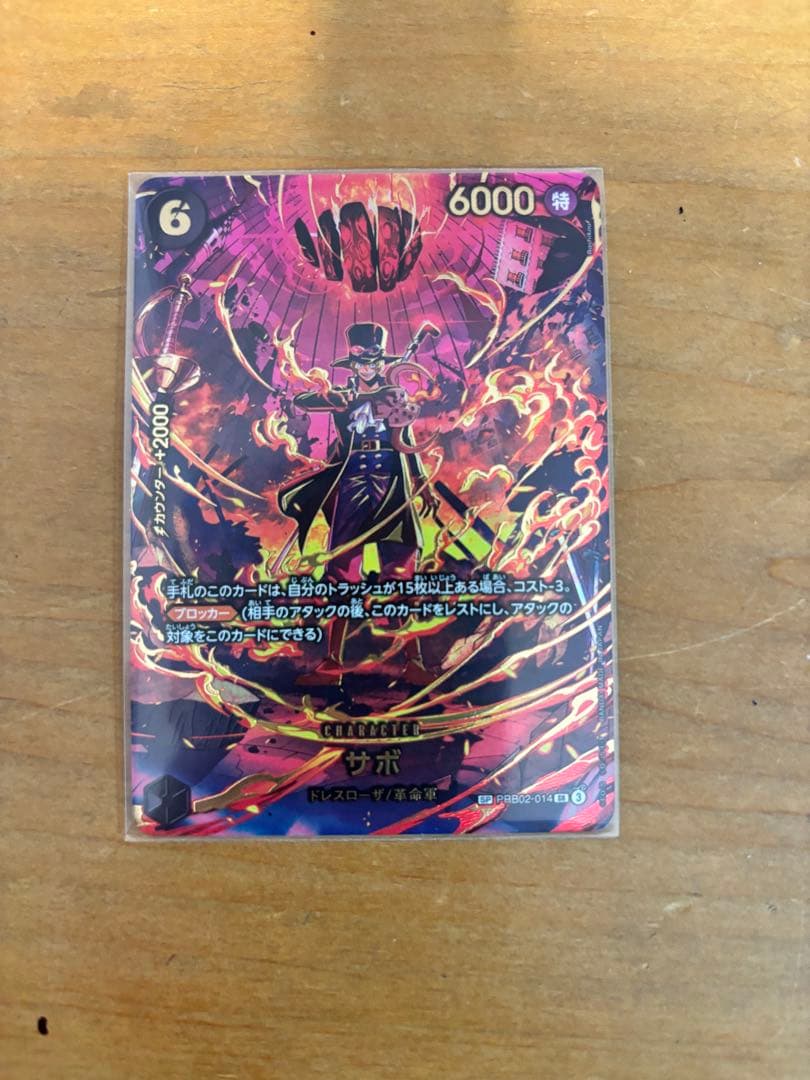 6
6000 特
カウンター +2000
手札のこのカードは、自分のトラッシュが15枚以上ある場合、コスト-3。
ブロッカー (相手のアタックの後、このカードをレストにし、アタックの
対象をこのカードにできる)
CHARACTER
サボ
ドレスローザ/革命軍
SP PRB02-014 SR 3